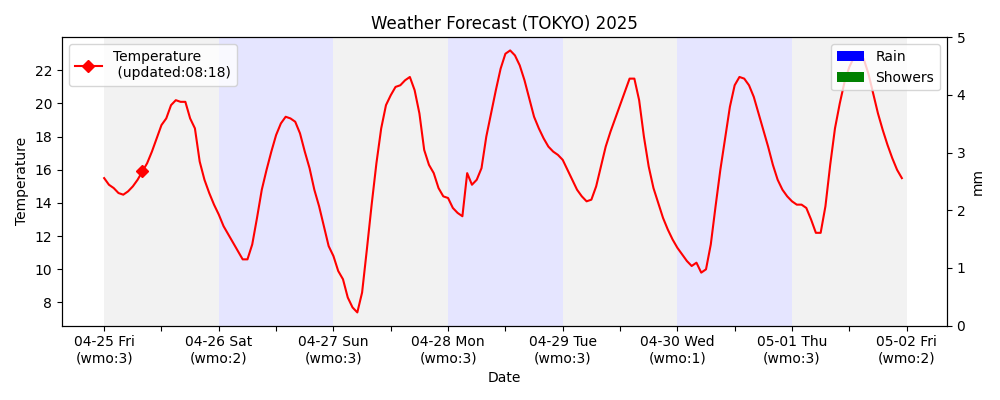 Weather Forecast (TOKYO) 2025
Temperature
(updated:08:18)
Rain
Showers
Temperature
22
20
18
16
14
12
10
8
5
4
3
2
1
0
mm
04-25 Fri 04-26 Sat 04-27 Sun 04-28 Mon 04-29 Tue 04-30 Wed 05-01 Thu 05-02 Fri
(wmo:3) (wmo:2) (wmo:3) (wmo:3) (wmo:3) (wmo:1) (wmo:3) (wmo:2)
Date